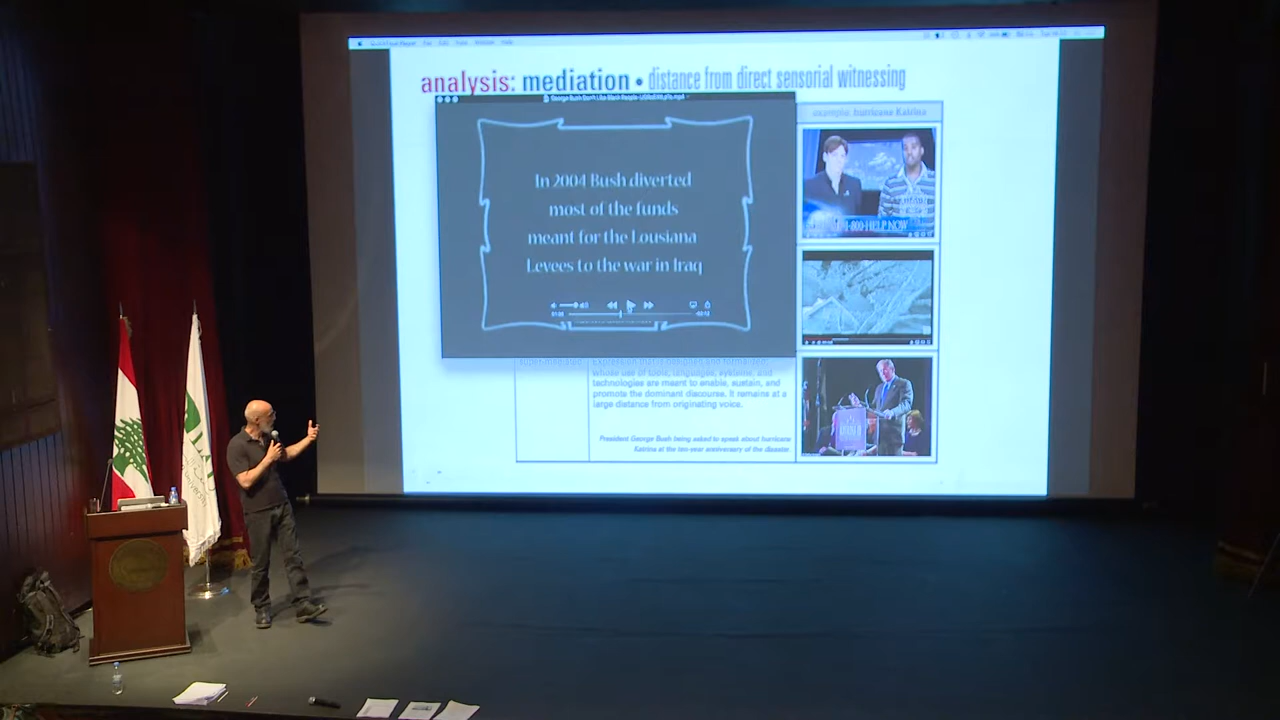 analysis: mediation • distance from direct sensorial witnessing
example: hurricane Katrina
In 2004 Bush diverted
most of the funds
meant for the Lousiana
Levees to the war in Iraq
1-800-HELP NOW
whose use of tools, languages, systems, and
technologies are meant to enable, sustain, and
promote the dominant discourse. It remains at a
large distance from originating voice.
President George Bush being asked to speak about hurricane
Katrina at the ten-year anniversary of the disaster